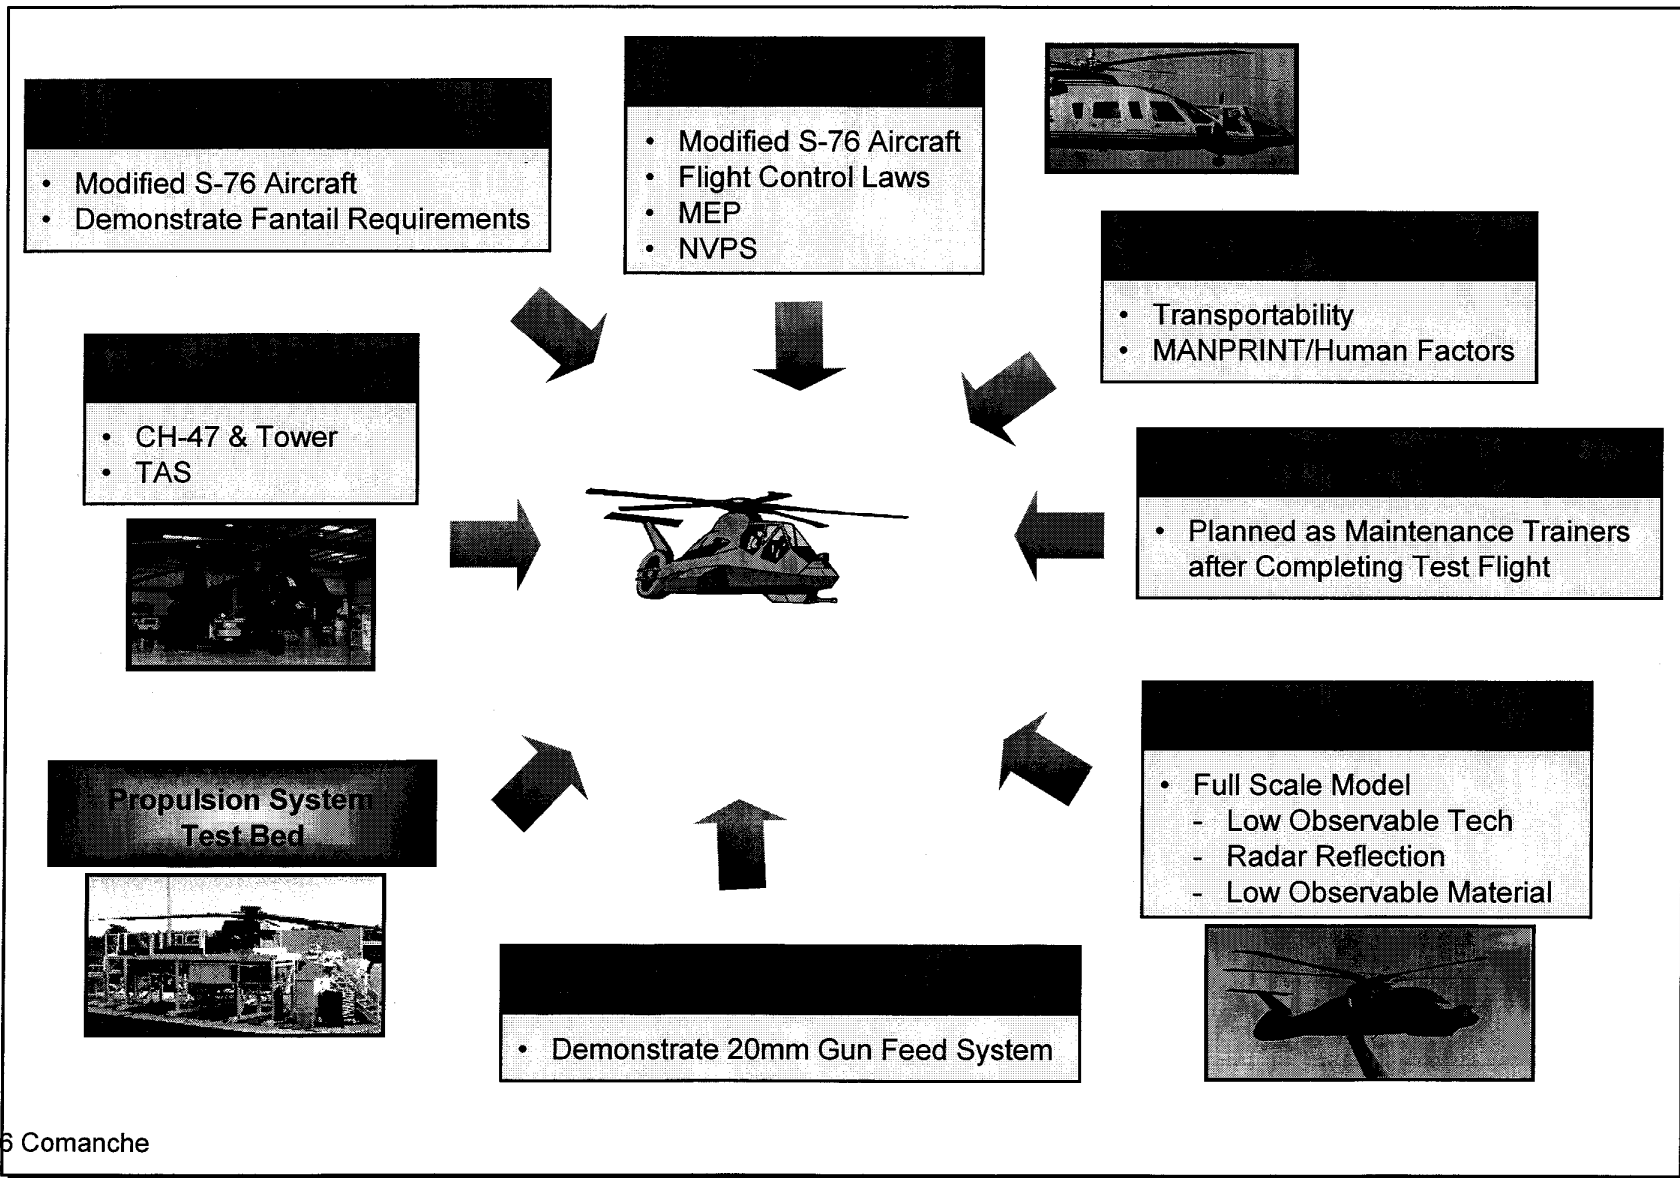 • Modified S-76 Aircraft
• Demonstrate Fantail Requirements
• Modified S-76 Aircraft
• Flight Control Laws
• MEP
• NVPS
• Transportability
• MANPRINT/Human Factors
• CH-47 & Tower
• TAS
• Planned as Maintenance Trainers
after Completing Test Flight
Propulsion System
Test Bed
• Full Scale Model
- Low Observable Tech
- Radar Reflection
- Low Observable Material
• Demonstrate 20mm Gun Feed System
6 Comanche